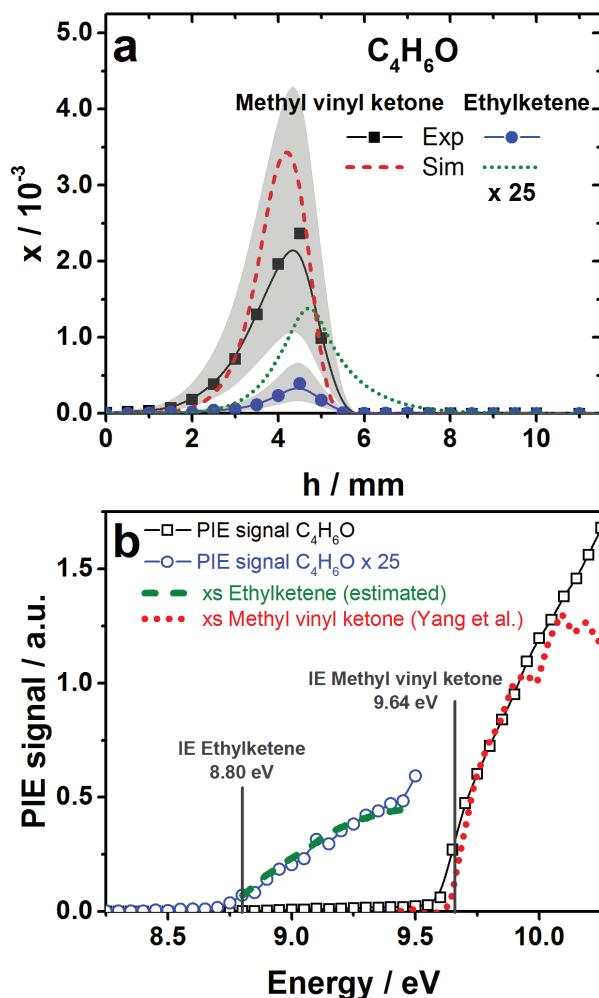 a
C₄H₆O
Methyl vinyl ketone Ethylketene
Exp
Sim
x 25
5.0
4.0
3.0
2.0
1.0
0.0
x / 10⁻³
0 2 4 6 8 10
h / mm
b
PIE signal C₄H₆O
PIE signal C₄H₆O x 25
xs Ethylketene (estimated)
xs Methyl vinyl ketone (Yang et al.)
IE Methyl vinyl ketone
9.64 eV
IE Ethylketene
8.80 eV
1.5
1.0
0.5
0.0
PIE signal / a.u.
8.5 9.0 9.5 10.0
Energy / eV